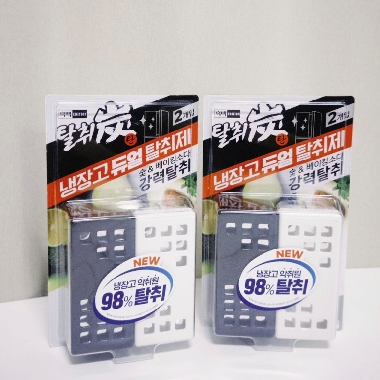 탈취炭
2개입
냉장고 듀얼 탈취제
숯 & 베이킹소다
강력탈취
NEW
냉장고 악취원
98% 탈취
탈취炭
2개입
냉장고 듀얼 탈취제
숯 & 베이킹소다
강력탈취
NEW
냉장고 악취원
98% 탈취